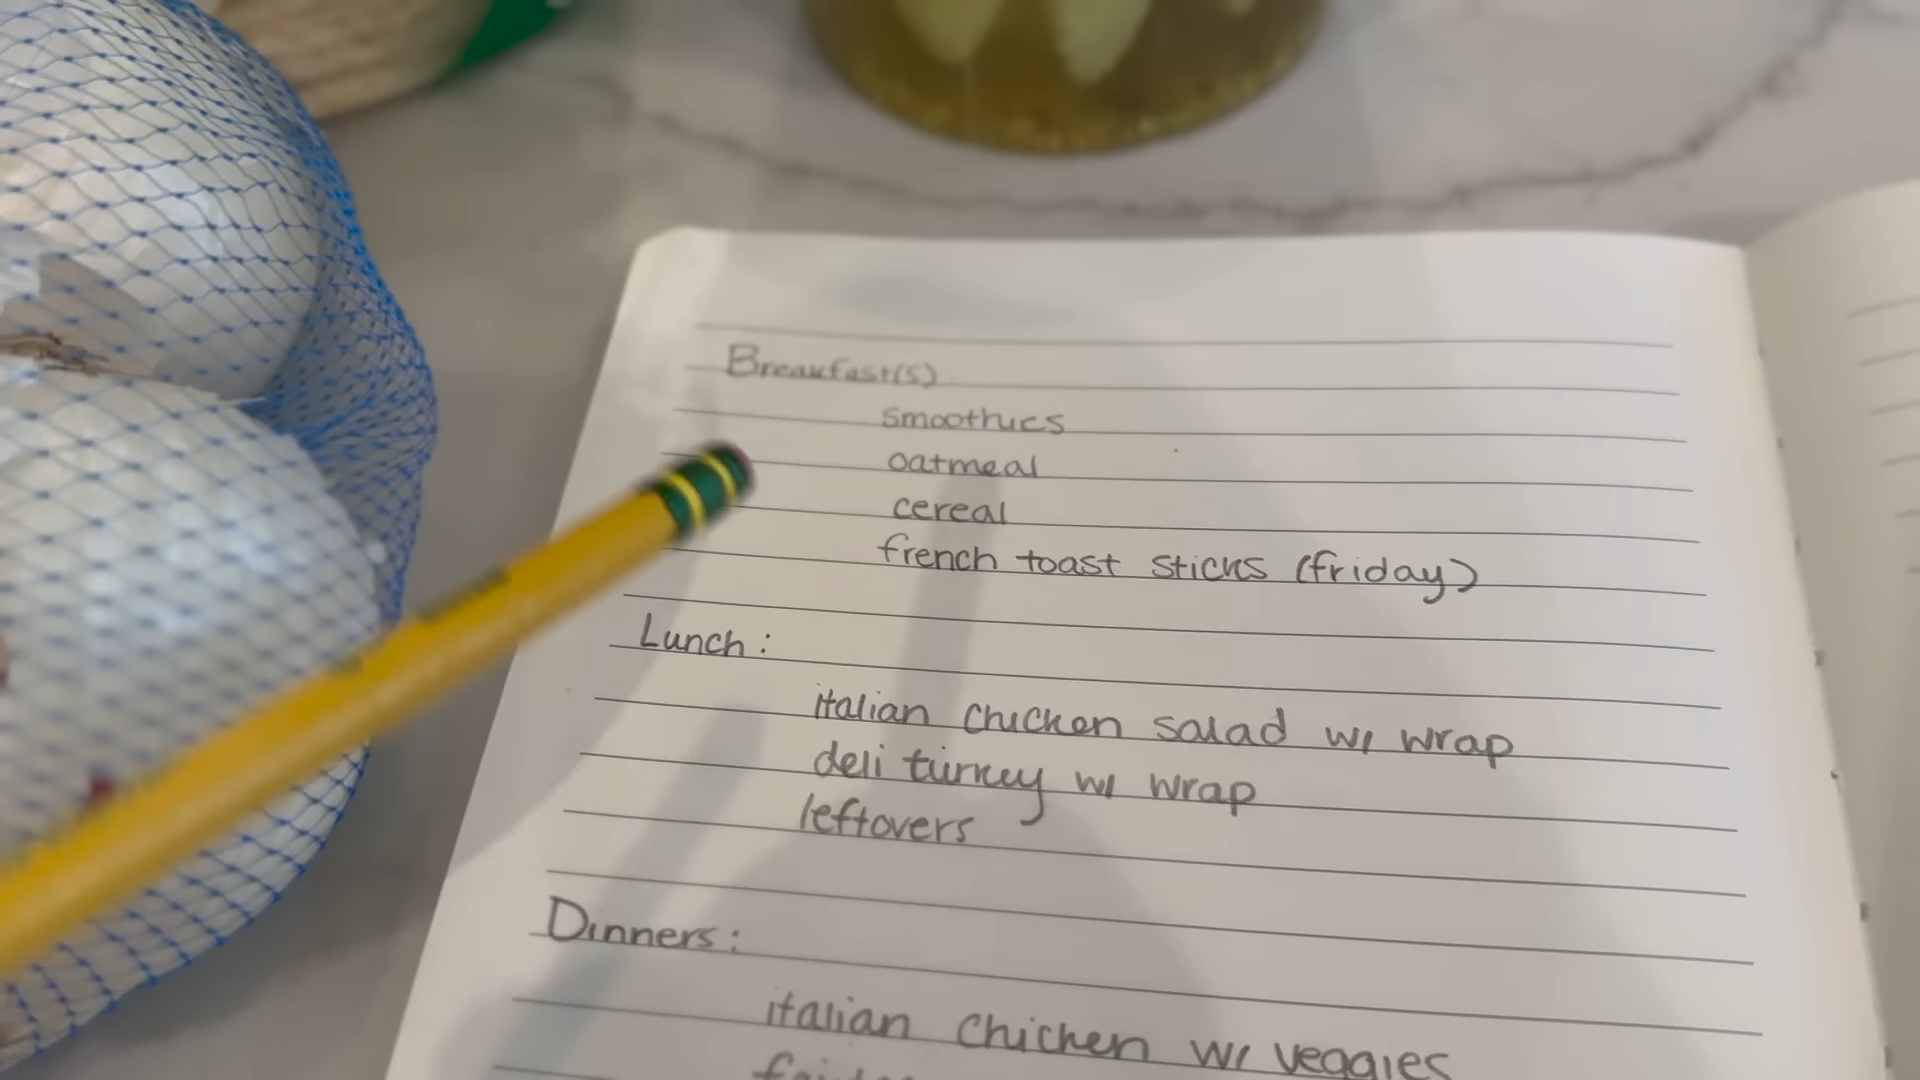 Breakfast(s)
smoothies
oatmeal
cereal
french toast sticks (friday)
Lunch:
italian chicken salad w/ wrap
deli turkey w/ wrap
leftovers
Dinners:
italian chicken w/ veggies